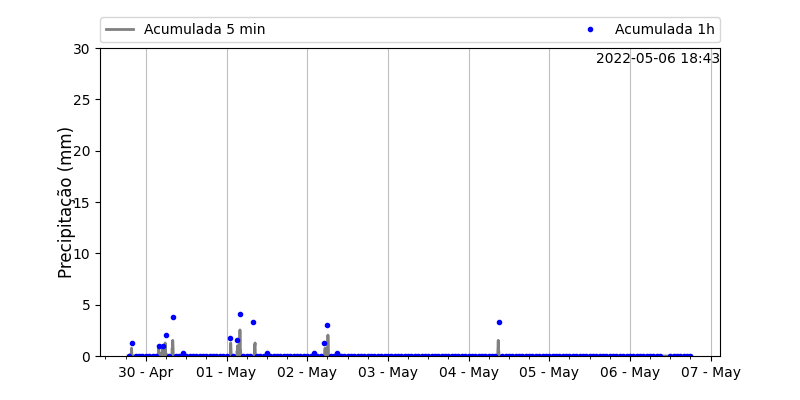 Acumulada 5 min
Acumulada 1h
2022-05-06 18:43
Precipitação (mm)
30
25
20
15
10
5
0
30 - Apr
01 - May
02 - May
03 - May
04 - May
05 - May
06 - May
07 - May